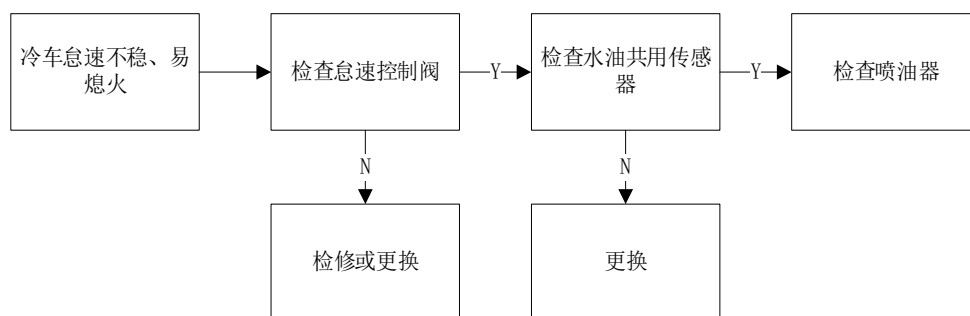 冷车怠速不稳、易
熄火
检查怠速控制阀
Y
检查水油共用传感
器
Y
检查喷油器
N
N
检修或更换
更换